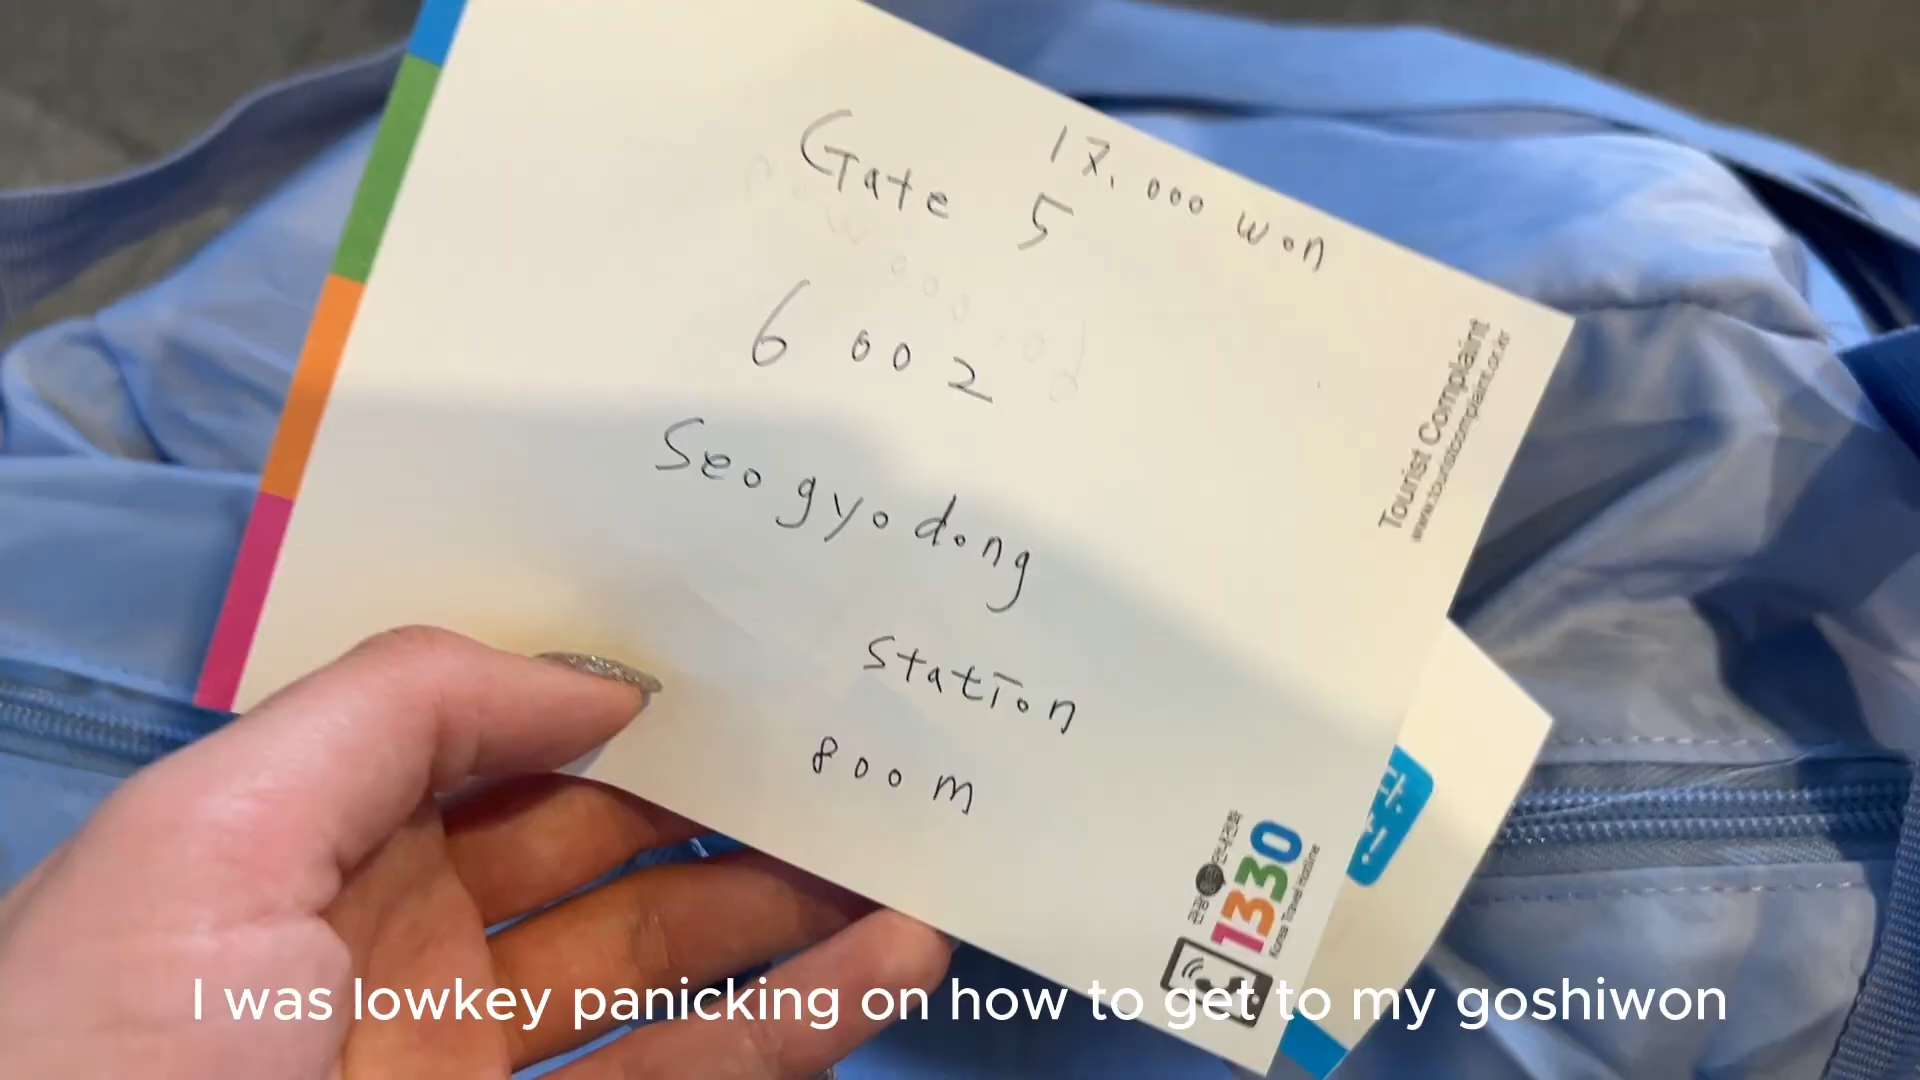 17,000 won
Gate 5
6002
Seogyodong
station
800m
Tourist Complaint
www.touristcomplaint.or.kr
1330
Korea Travel Hotline
I was lowkey panicking on how to get to my goshiwon